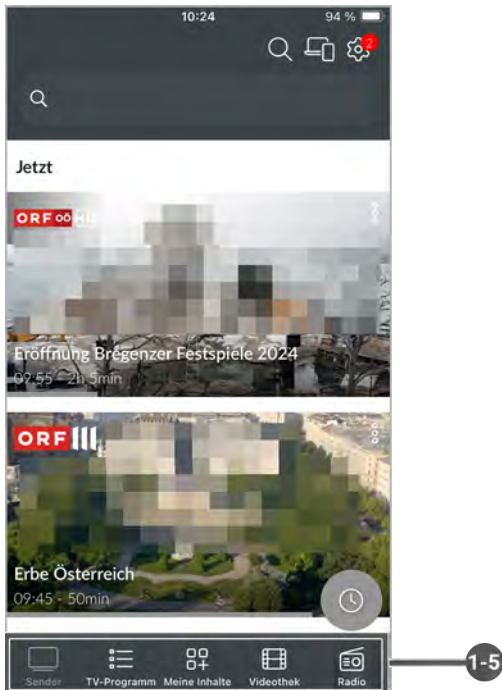 10:24 94 %
2
Jetzt
ORF OÖ HD
Eröffnung Bregenzer Festspiele 2024
09:55 - 2h 5min
ORF III
Erbe Österreich
09:45 - 50min
Sender TV-Programm Meine Inhalte Videothek Radio
1-5